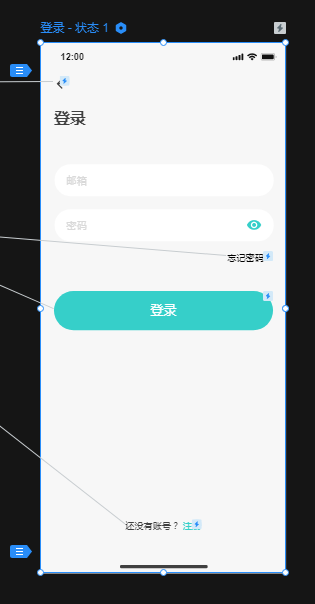 登录 - 状态 1
12:00
登录
邮箱
密码
忘记密码
登录
还没有账号？ 注册